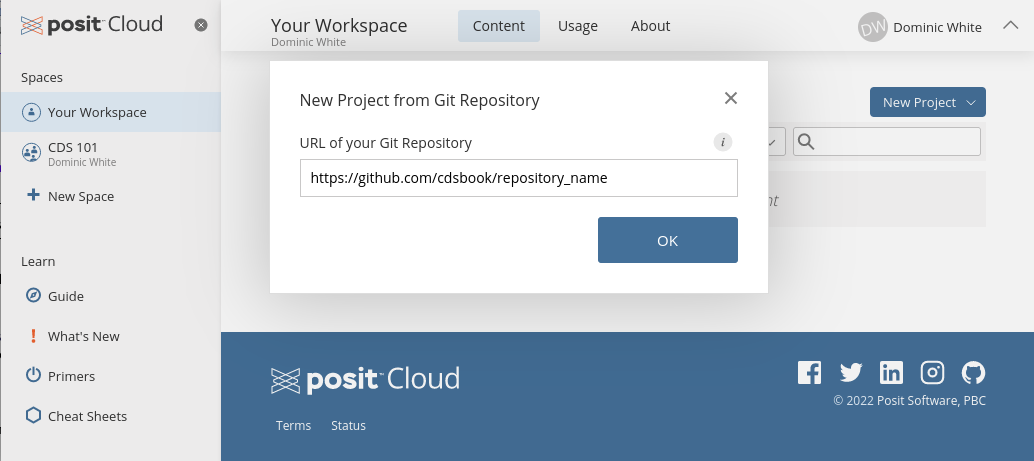 posit Cloud
Spaces
Your Workspace
CDS 101
Dominic White
New Space
Learn
Guide
What's New
Primers
Cheat Sheets
Your Workspace
Dominic White
Content
Usage
About
DW
Dominic White
New Project
New Project from Git Repository
URL of your Git Repository
i
https://github.com/cdsbook/repository_name
OK
posit™ Cloud
Terms
Status
© 2022 Posit Software, PBC